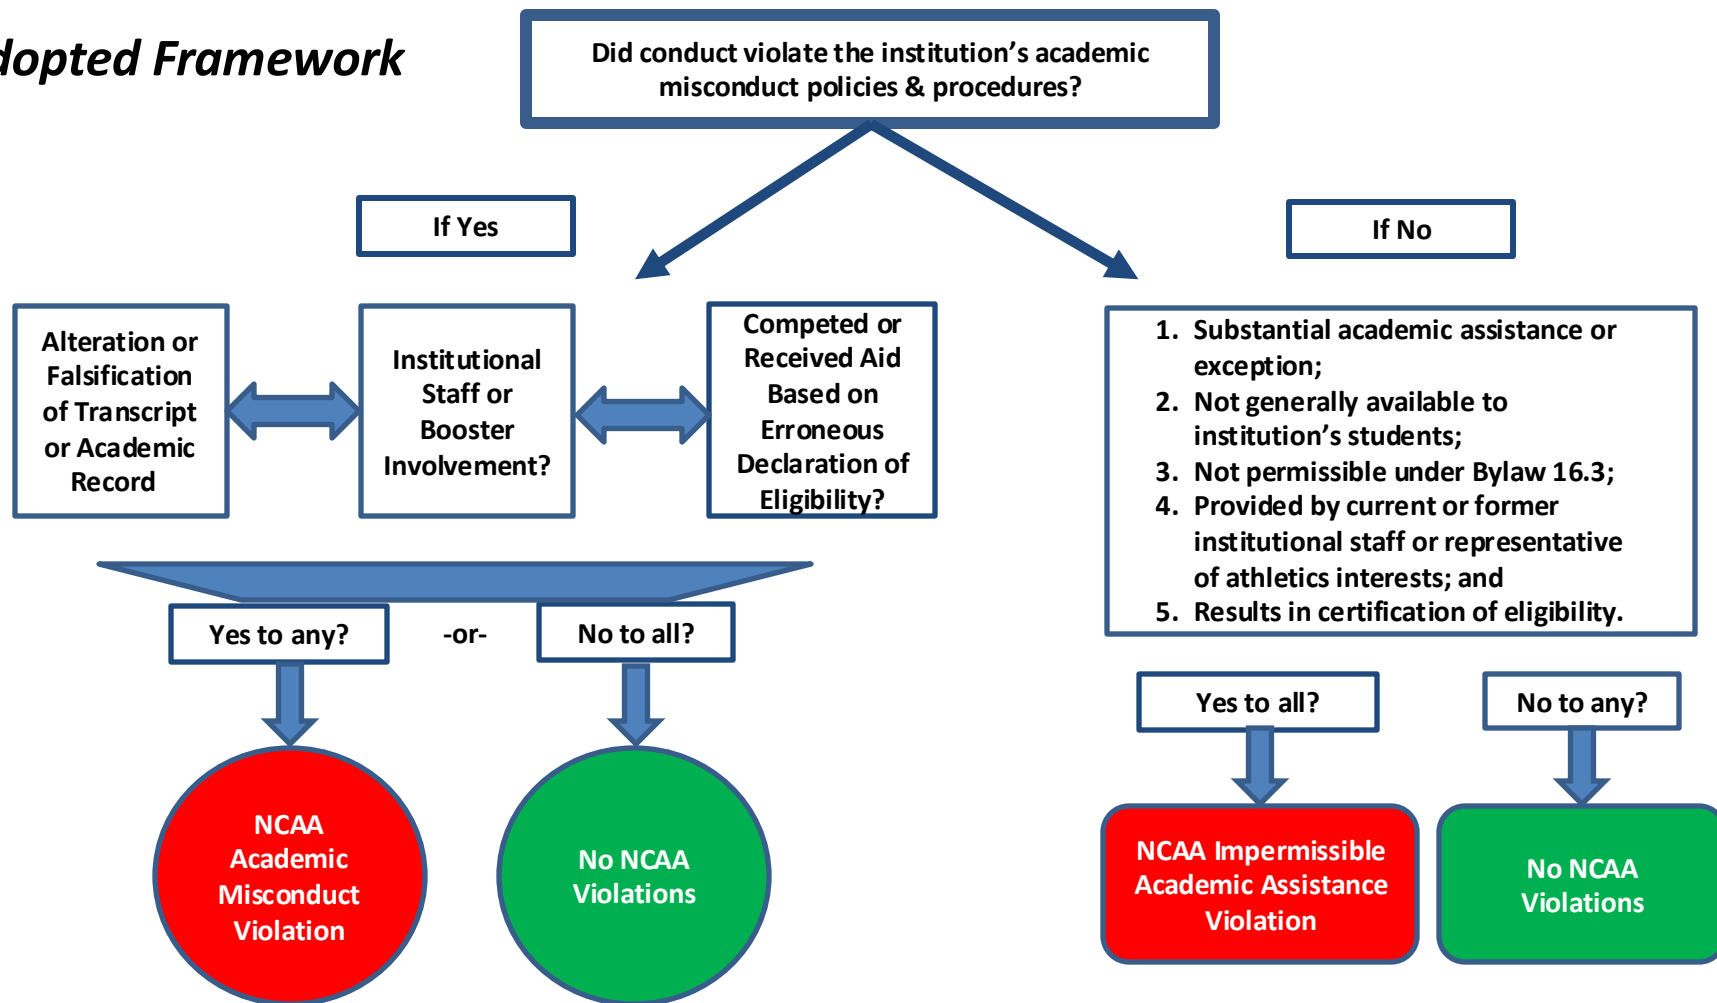 dopted Framework
Did conduct violate the institution’s academic
misconduct policies & procedures?
If Yes
If No
Alteration or
Falsification
of Transcript
or Academic
Record
Institutional
Staff or
Booster
Involvement?
Competed or
Received Aid
Based on
Erroneous
Declaration of
Eligibility?
1. Substantial academic assistance or
exception;
2. Not generally available to
institution’s students;
3. Not permissible under Bylaw 16.3;
4. Provided by current or former
institutional staff or representative
of athletics interests; and
5. Results in certification of eligibility.
Yes to any?
-or-
No to all?
Yes to all?
No to any?
NCAA
Academic
Misconduct
Violation
No NCAA
Violations
NCAA Impermissible
Academic Assistance
Violation
No NCAA
Violations